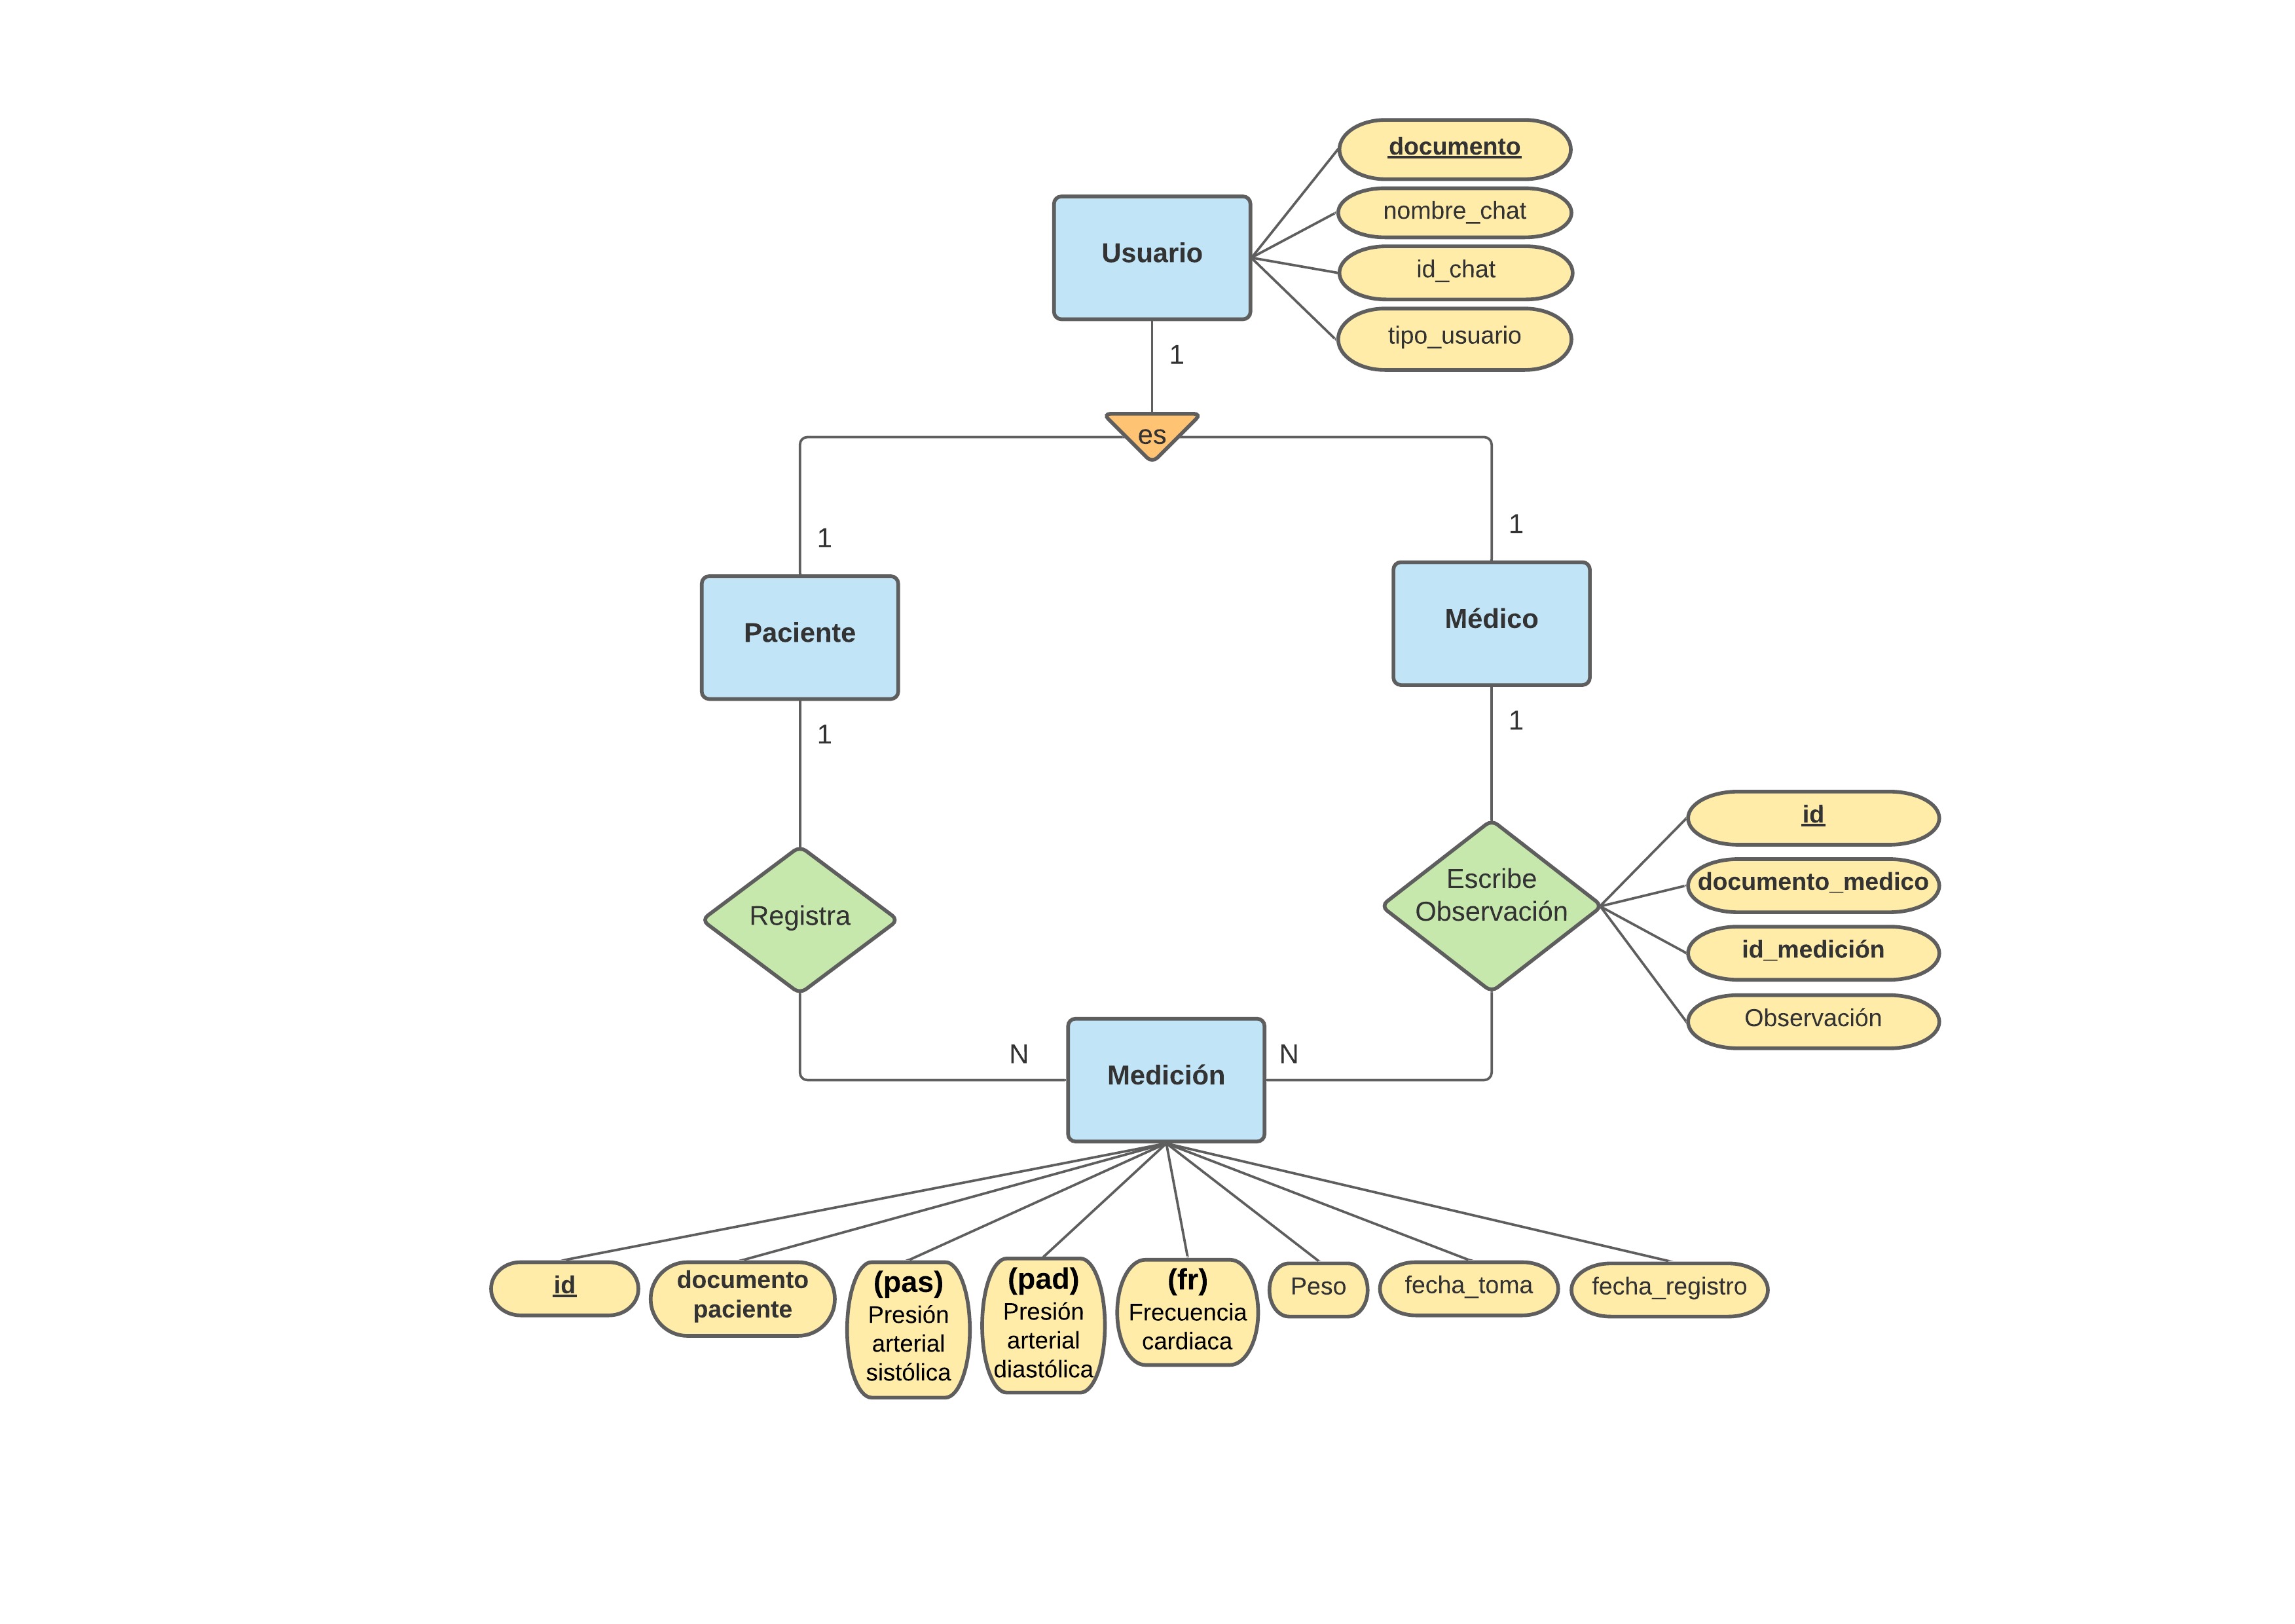 documento
nombre_chat
Usuario
id_chat
tipo_usuario
1
es
1
1
Paciente
Médico
1
1
id
documento_medico
Escribe
Observación
Registra
id_medición
Observación
N
N
Medición
id
documento
paciente
(pas)
Presión
arterial
sistólica
(pad)
Presión
arterial
diastólica
(fr)
Frecuencia
cardiaca
Peso
fecha_toma
fecha_registro